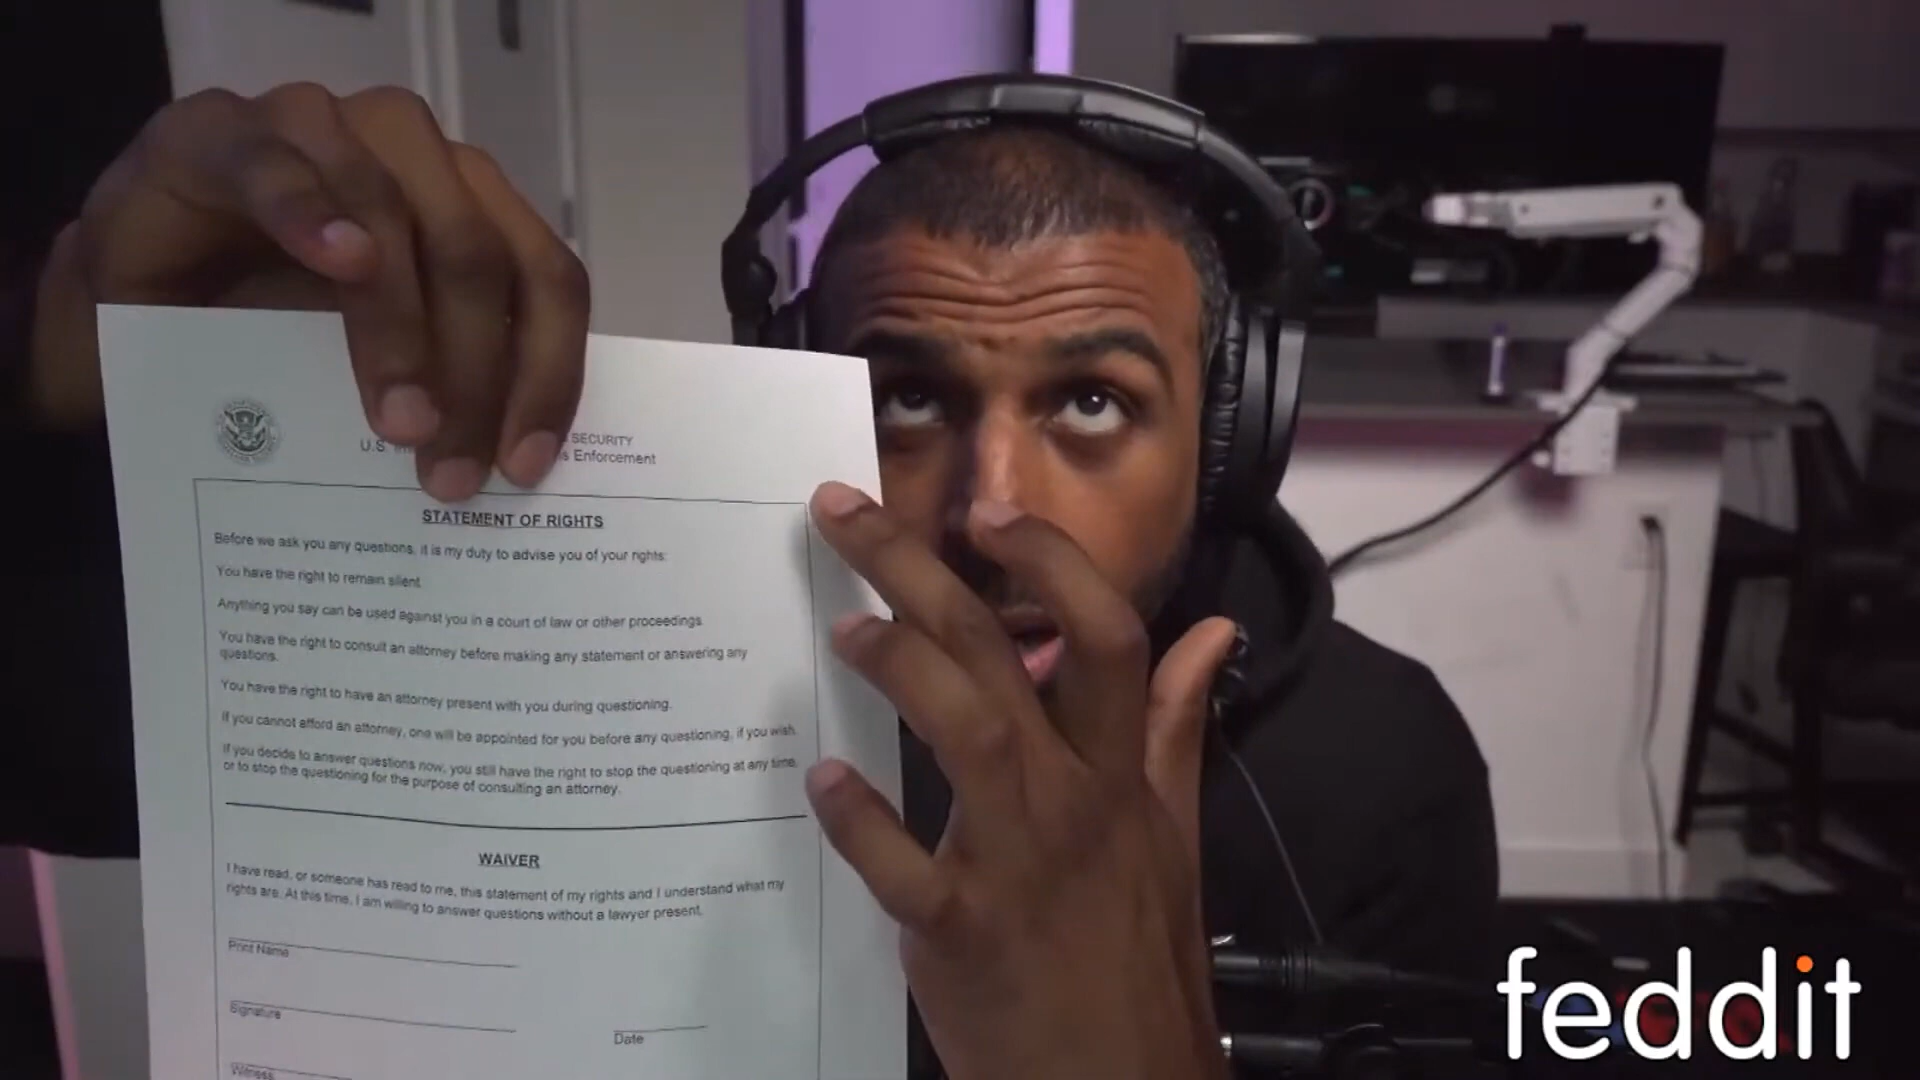 SECURITY
U.S
s Enforcement
STATEMENT OF RIGHTS
Before we ask you any questions, it is my duty to advise you of your rights:
You have the right to remain silent.
Anything you say can be used against you in a court of law or other proceedings.
You have the right to consult an attorney before making any statement or answering any
questions.
You have the right to have an attorney present with you during questioning.
If you cannot afford an attorney, one will be appointed for you before any questioning, if you wish.
If you decide to answer questions now, you still have the right to stop the questioning at any time,
or to stop the questioning for the purpose of consulting an attorney.
WAIVER
I have read, or someone has read to me, this statement of my rights and I understand what my
rights are. At this time, I am willing to answer questions without a lawyer present.
Print Name
Signature
Date
Witness
feddit